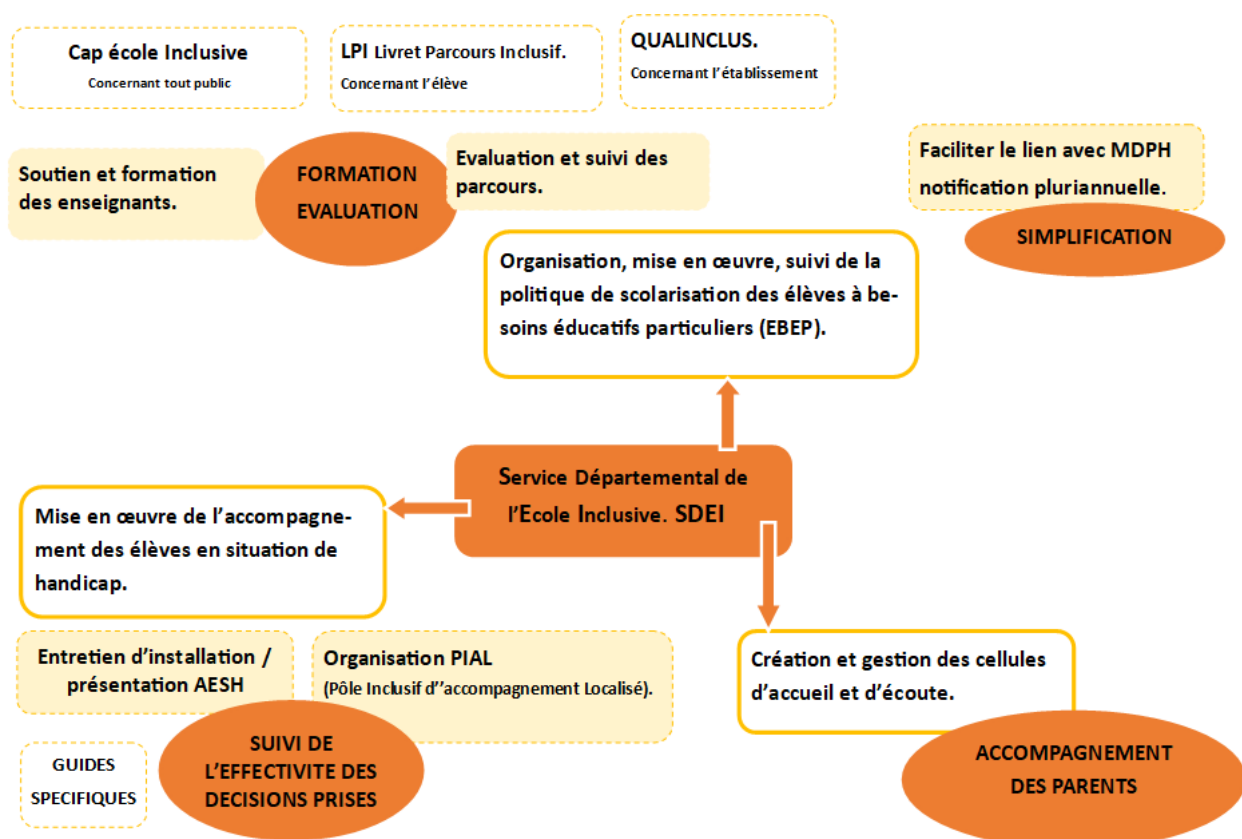 Cap école Inclusive
Concernant tout public
LPI Livret Parcours Inclusif.
Concernant l'élève
QUALINCLUS.
Concernant l'établissement
Soutien et formation
des enseignants.
FORMATION
EVALUATION
Evaluation et suivi des
parcours.
Faciliter le lien avec MDPH
notification pluriannuelle.
SIMPLIFICATION
Organisation, mise en œuvre, suivi de la
politique de scolarisation des élèves à be-
soins éducatifs particuliers (EBEP).
Service Départemental de
l'Ecole Inclusive. SDEI
Mise en œuvre de l'accompagne-
ment des élèves en situation de
handicap.
Entretien d'installation /
présentation AESH
Organisation PIAL
(Pôle Inclusif d''accompagnement Localisé).
Création et gestion des cellules
d'accueil et d'écoute.
GUIDES
SPECIFIQUES
SUIVI DE
L'EFFECTIVITE DES
DECISIONS PRISES
ACCOMPAGNEMENT
DES PARENTS